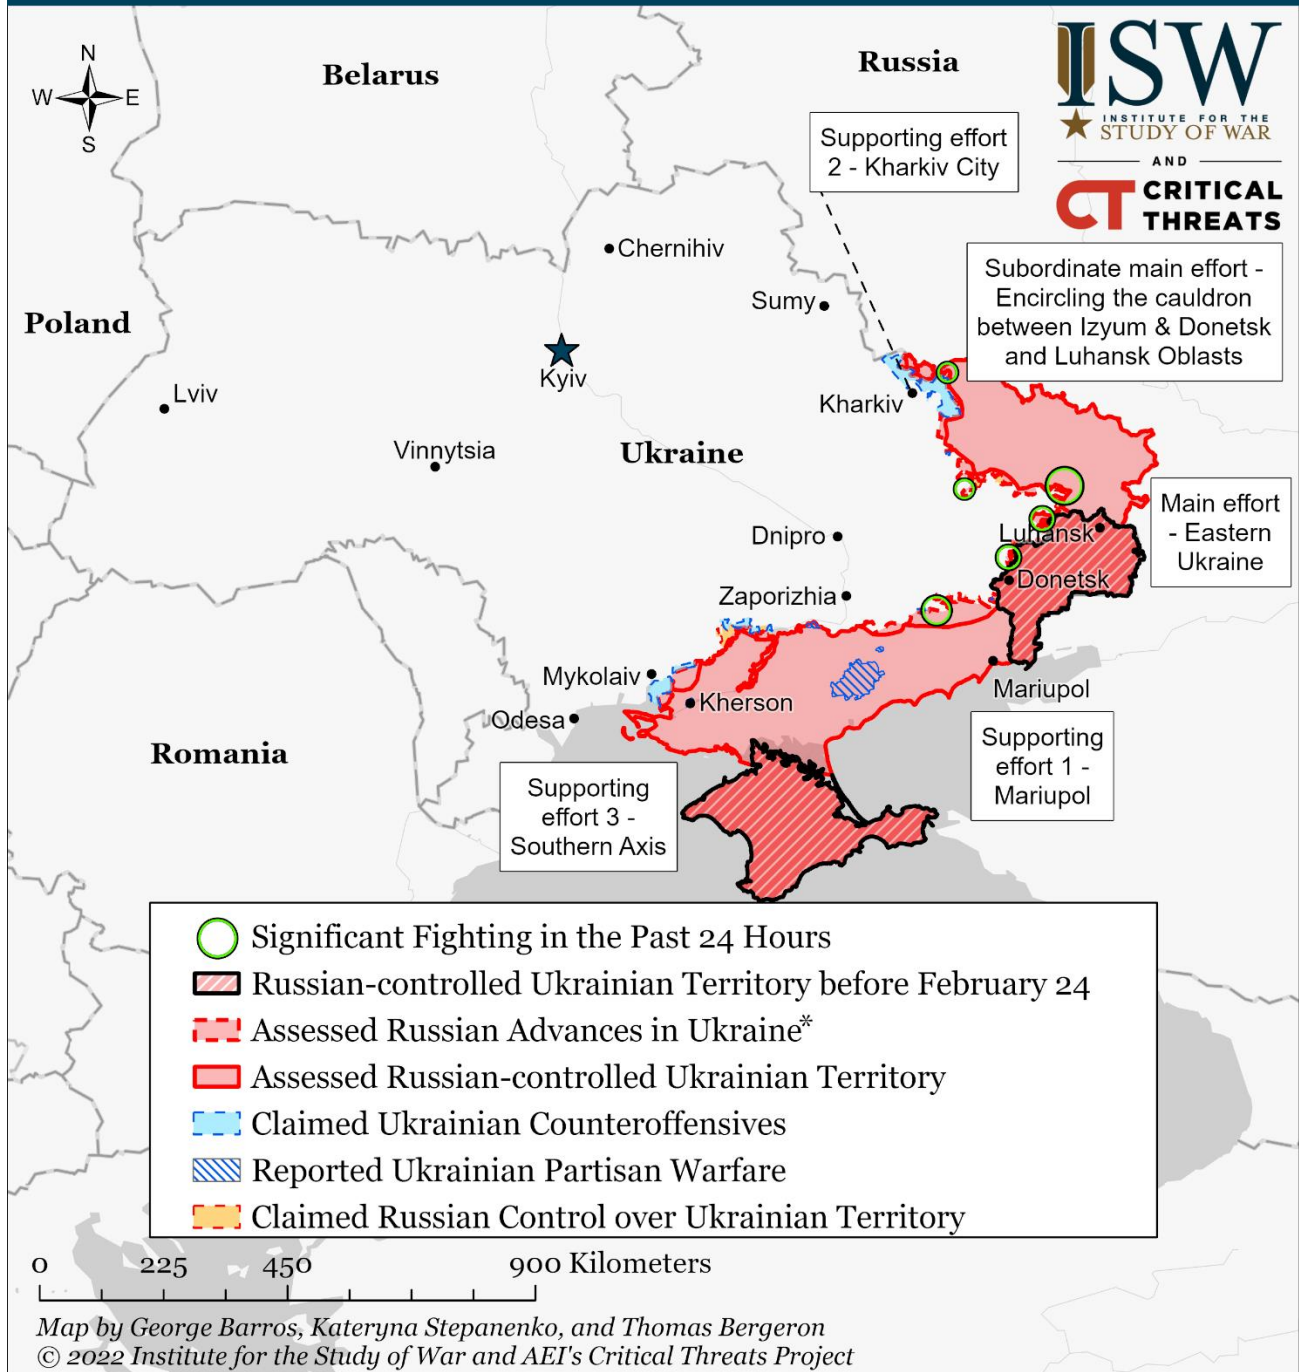 N
W
E
S
Belarus
Russia
ISW
INSTITUTE FOR THE
STUDY OF WAR
AND
CT CRITICAL
THREATS
Supporting effort
2 - Kharkiv City
Subordinate main effort -
Encircling the cauldron
between Izyum & Donetsk
and Luhansk Oblasts
Chernihiv
Sumy
Poland
Kyiv
Lviv
Kharkiv
Vinnytsia
Ukraine
Main effort
- Eastern
Ukraine
Luhansk
Dnipro
Donetsk
Zaporizhia
Mykolaiv
Mariupol
Kherson
Odesa
Romania
Supporting
effort 1 -
Mariupol
Supporting
effort 3 -
Southern Axis
Significant Fighting in the Past 24 Hours
Russian-controlled Ukrainian Territory before February 24
Assessed Russian Advances in Ukraine*
Assessed Russian-controlled Ukrainian Territory
Claimed Ukrainian Counteroffensives
Reported Ukrainian Partisan Warfare
Claimed Russian Control over Ukrainian Territory
0 225 450 900 Kilometers
Map by George Barros, Kateryna Stepanenko, and Thomas Bergeron
© 2022 Institute for the Study of War and AEI's Critical Threats Project